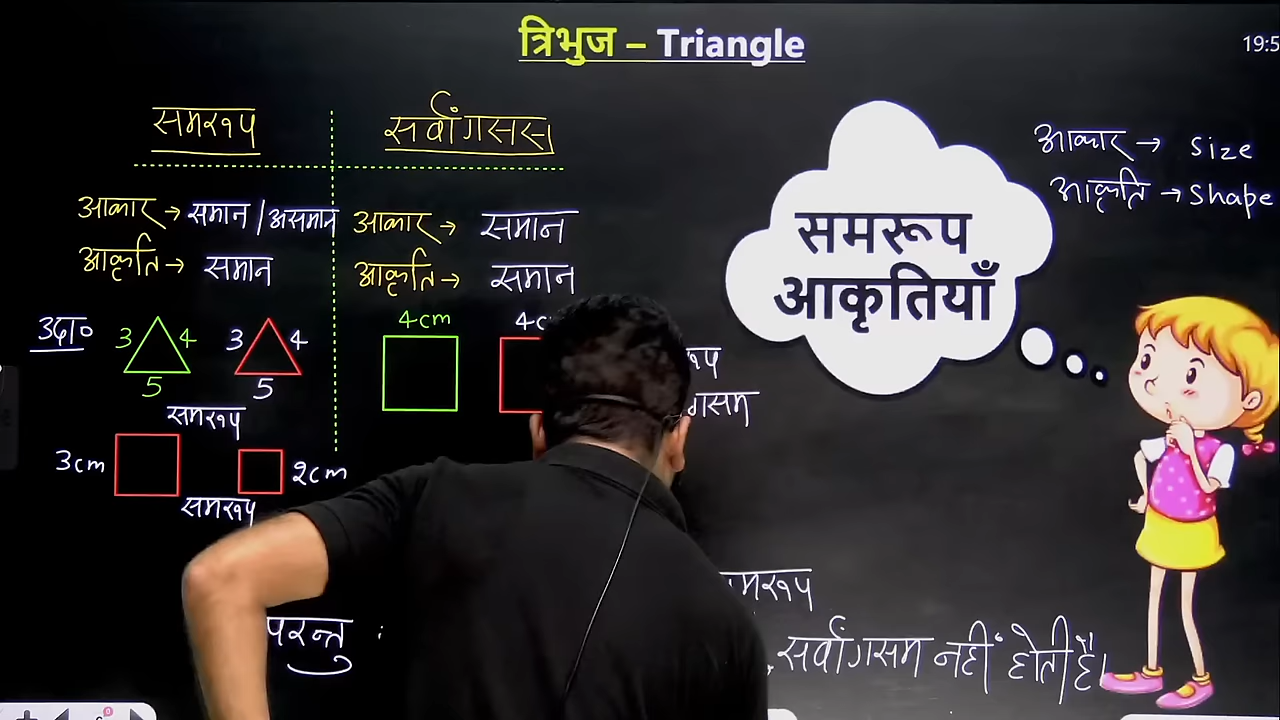 त्रिभुज – Triangle
19:5
समरुप
सर्वांगसस
आकार → समान / असमान
आकृति → समान
आकार → समान
आकृति → समान
आकार → Size
आकृति → Shape
समरूप
आकृतियाँ
उदा०
3 4
5
3 4
5
समरुप
3cm
2cm
समरुप
4cm
गसम
परन्तु :
सर्वांगसम नहीं होती है।